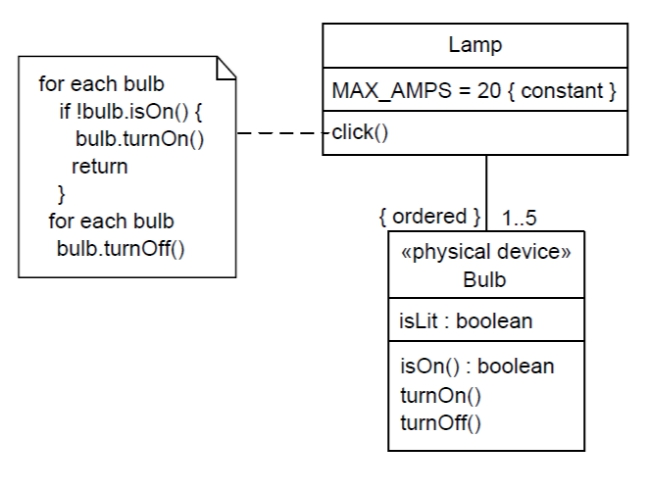 for each bulb
if !bulb.isOn() {
bulb.turnOn()
return
}
for each bulb
bulb.turnOff()
Lamp
MAX_AMPS = 20 { constant }
click()
{ ordered } 1..5
«physical device»
Bulb
isLit : boolean
isOn() : boolean
turnOn()
turnOff()